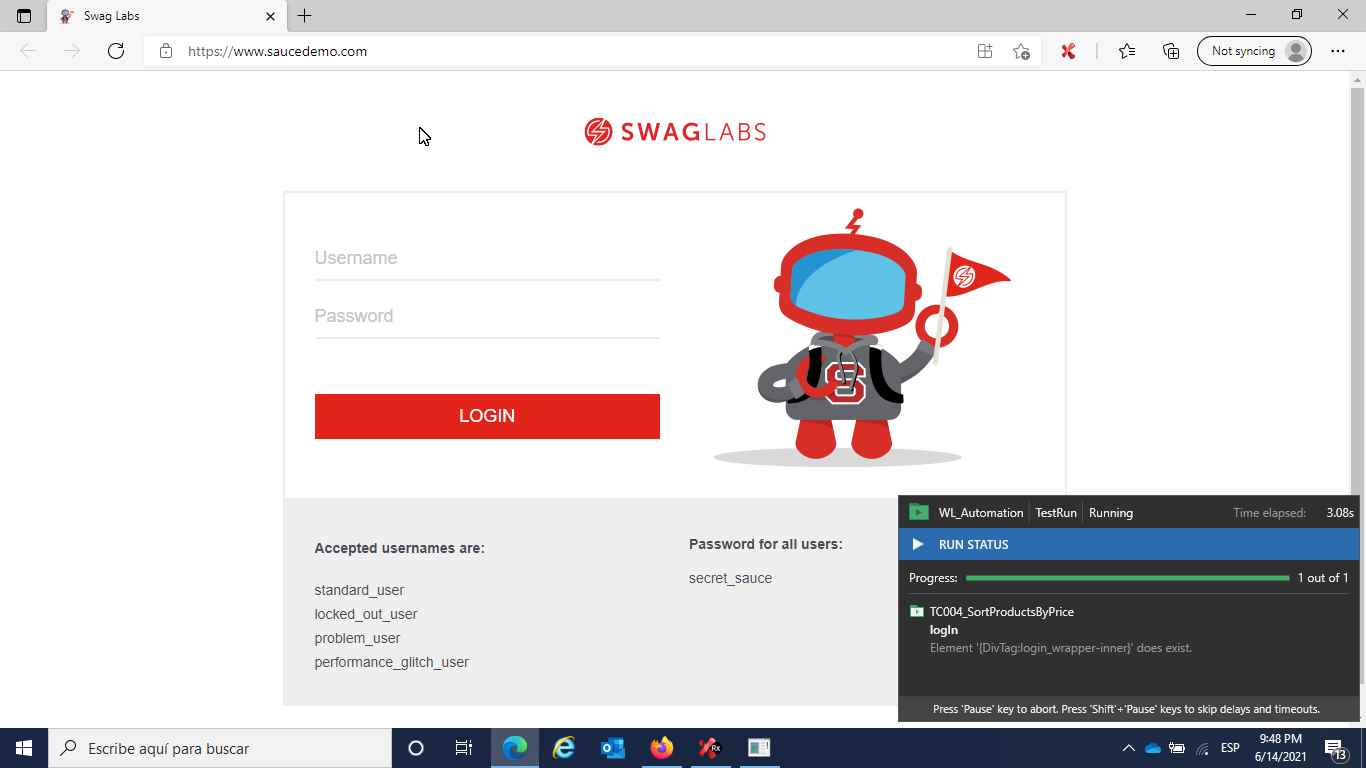 Swag Labs
https://www.saucedemo.com
Not syncing
SWAGLABS
Username
Password
LOGIN
S
Accepted usernames are:
standard_user
locked_out_user
problem_user
performance_glitch_user
Password for all users:
secret_sauce
WL_Automation TestRun Running Time elapsed: 3.08s
RUN STATUS
Progress: 1 out of 1
TC004_SortProductsByPrice
logIn
Element '{DivTag:login_wrapper-inner}' does exist.
Press 'Pause' key to abort. Press 'Shift'+'Pause' keys to skip delays and timeouts.
Escribe aquí para buscar
Rx
ESP
9:48 PM
6/14/2021
13